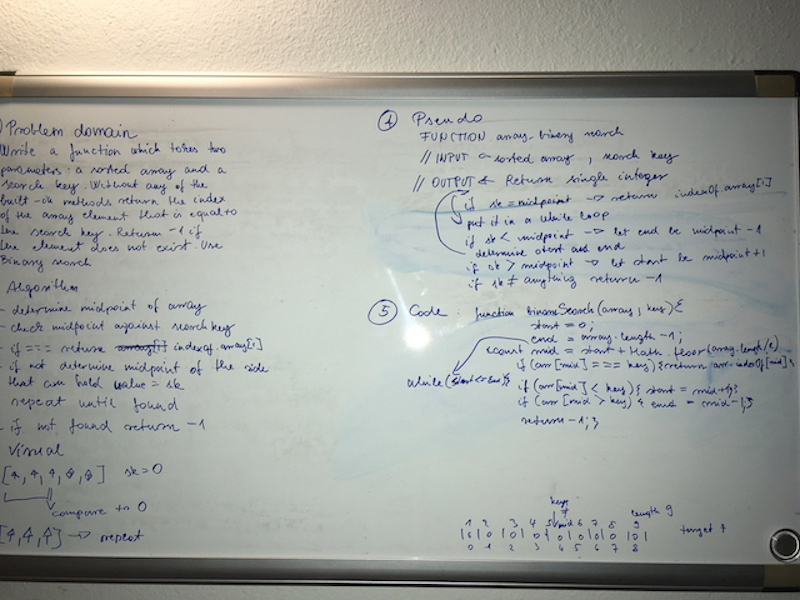 Problem domain
Write a function which takes two
parameters: a sorted array and a
search key. Without any of the
built-in methods return the index
of the array element that is equal to
the search key. Return -1 if
the element does not exist. Use
Binary search
Algorithm
- determine midpoint of array
- check midpoint against search key
- if === return array[i] indexof.array[i]
- if not determine midpoint of the side
that can hold value = sk
repeat until found
- if not found return -1
Visual
sk=0
compare to 0
→ repeat
④ Pseudo
FUNCTION array-binary search
// INPUT ← sorted array, search key
// OUTPUT ← Return single integer
if sk = midpoint → return indexOf.array[i]
put it in a while loop
if sk < midpoint → let end be midpoint -1
determine start and end
if sk > midpoint → let start be midpoint +1
if sk ≠ anything return -1
⑤ Code: function binarySearch(array, key){
start = 0;
end = array.length -1;
const mid = start + Math.floor(array.length/2)
if (arr[mid] === key) {return arr.indexOf[mid]
while (start <= end){
if (arr[mid] < key){ start = mid+1;}
if (arr[mid > key) { end = mid-1;}
return -1;}
key
7
1 2 3 4 5 mid 6 7 8 9
length 9
target 7
0 1 2 3 4 5 6 7 8